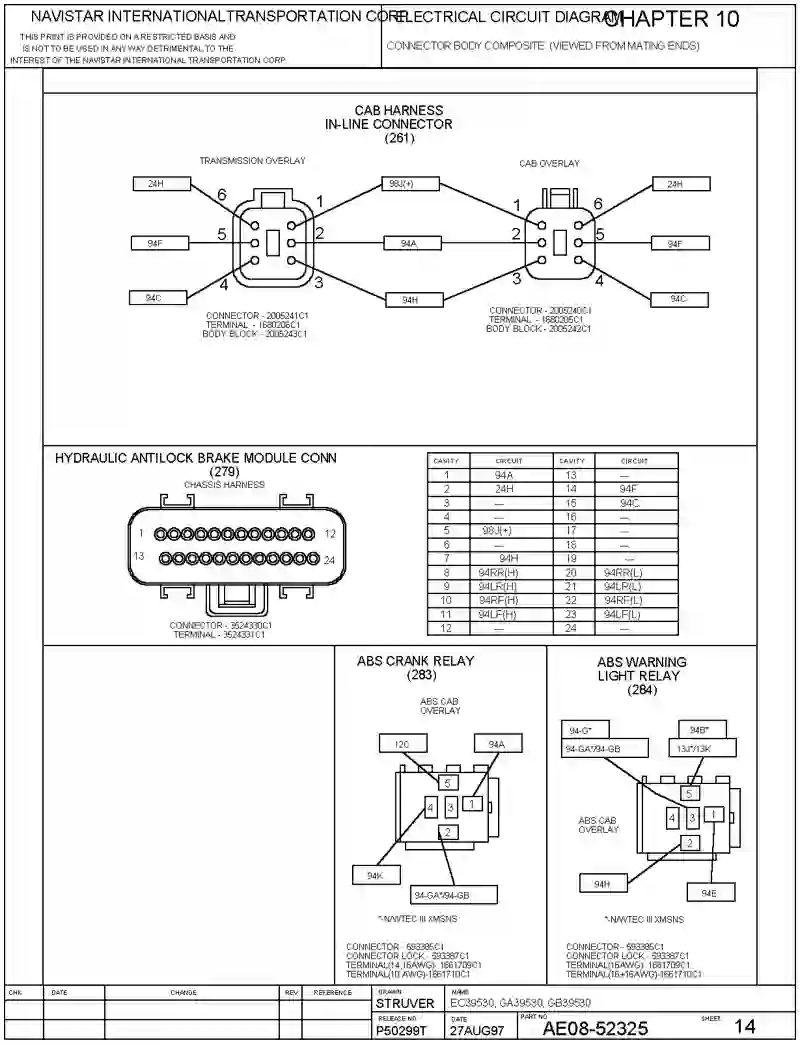 NAVISTAR INTERNATIONAL TRANSPORTATION CORP
THIS PRINT IS PROVIDED ON A RESTRICTED BASIS AND
IS NOT TO BE USED IN ANY WAY DETRIMENTAL TO THE
INTEREST OF THE NAVISTAR INTERNATIONAL TRANSPORTATION CORP
ELECTRICAL CIRCUIT DIAGRAM
CHAPTER 10
CONNECTOR BODY COMPOSITE (VIEWED FROM MATING ENDS)
CAB HARNESS
IN-LINE CONNECTOR
(261)
TRANSMISSION OVERLAY
CAB OVERLAY
24H 6 1 98J(+) 1 6 24H
94F 5 2 94A 2 5 94F
94C 4 3 94H 3 4 94C
CONNECTOR - 2005241C1
TERMINAL - 1680206C1
BODY BLOCK - 2005243C1
CONNECTOR - 2005240C1
TERMINAL - 1680205C1
BODY BLOCK - 2005242C1
HYDRAULIC ANTILOCK BRAKE MODULE CONN
(279)
CHASSIS HARNESS
1 12
13 24
CONNECTOR - 3524330C1
TERMINAL - 3524331C1
CAVITY CIRCUIT CAVITY CIRCUIT
1 94A 13 —
2 24H 14 94F
3 — 15 94C
4 — 16 —
5 98J(+) 17 —
6 — 18 —
7 94H 19 —
8 94RR(H) 20 94RR(L)
9 94LR(H) 21 94LR(L)
10 94RF(H) 22 94RF(L)
11 94LF(H) 23 94LF(L)
12 — 24 —
ABS CRANK RELAY
(283)
ABS CAB
OVERLAY
12C 94A
5
4 3 1
2
94K
94-GA*/94-GB
*-NAVTEC III XMSNS
CONNECTOR - 593385C1
CONNECTOR LOCK - 593387C1
TERMINAL(14,16AWG)- 1661709C1
TERMINAL(10 AWG)-1661710C1
ABS WARNING
LIGHT RELAY
(284)
94-G* 94B*
94-GA*/94-GB 13J*/13K
5
4 3 1
2
ABS CAB
OVERLAY
94H
94E
*-NAVTEC III XMSNS
CONNECTOR - 593385C1
CONNECTOR LOCK - 593387C1
TERMINAL(16AWG)- 1661709C1
TERMINAL(16+16AWG)-1661710C1
CHK DATE CHANGE REV REFERENCE
DRAWN
STRUVER
NAME
EC39530, GA39530, GB39530
RELEASE NO.
P50299T
DATE
27AUG97
PART NO.
AE08-52325
SHEET 14